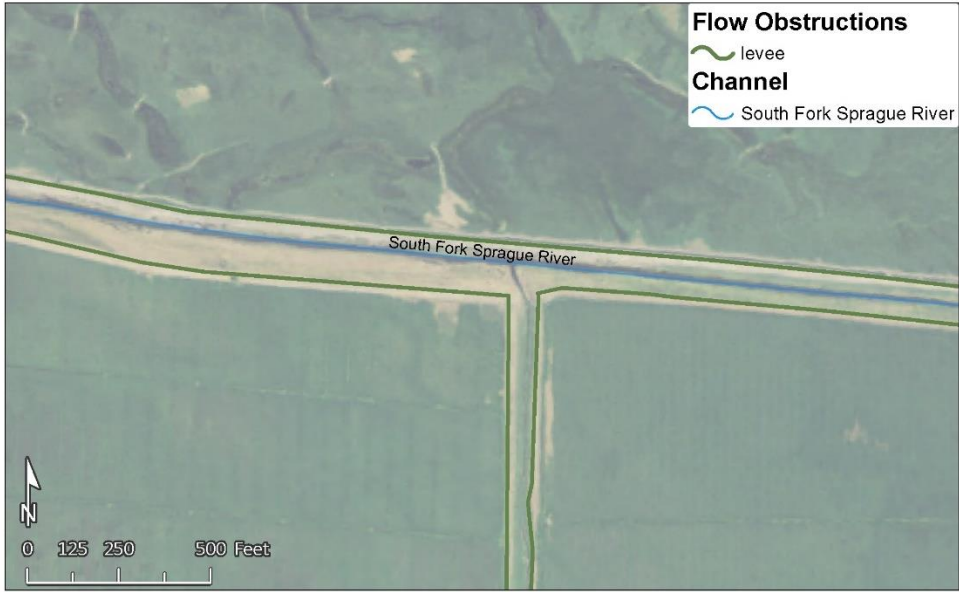 Flow Obstructions
levee
Channel
South Fork Sprague River
South Fork Sprague River
N
0 125 250 500 Feet